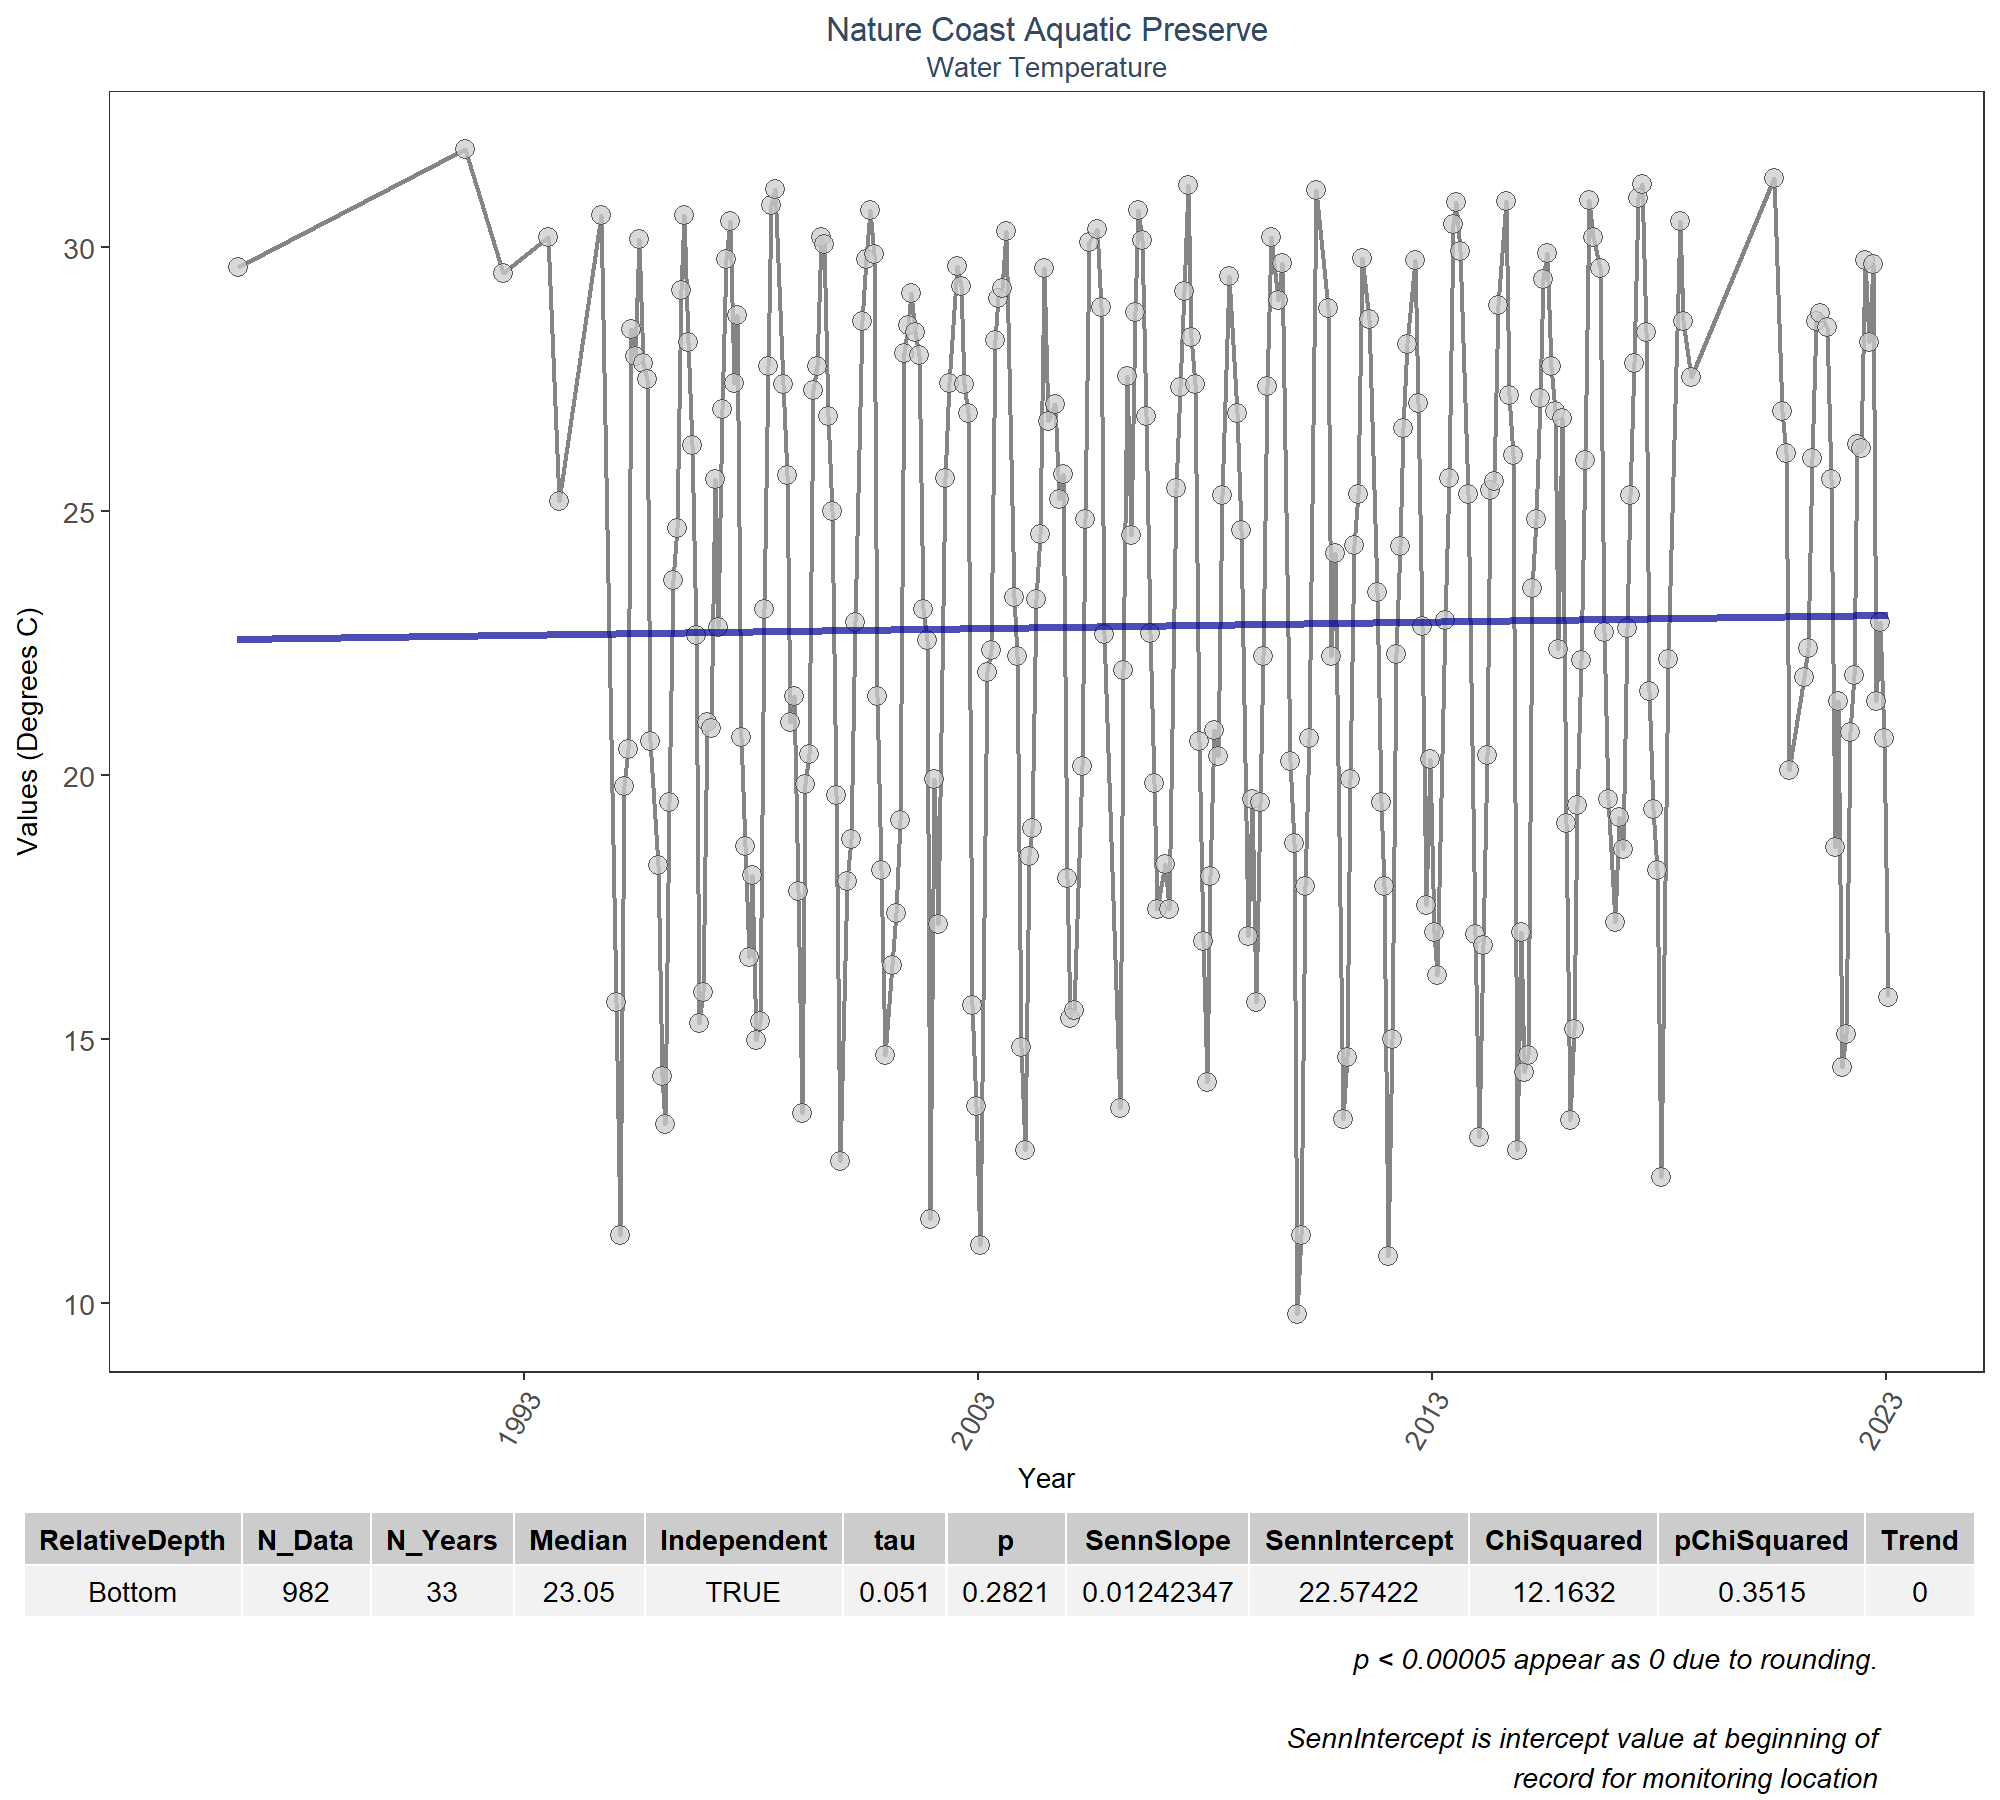 Nature Coast Aquatic Preserve
Water Temperature
Values (Degrees C)
30
25
20
15
10
1993 2003 2013 2023
Year
RelativeDepth N_Data N_Years Median Independent tau p SennSlope SennIntercept ChiSquared pChiSquared Trend
Bottom 982 33 23.05 TRUE 0.051 0.2821 0.01242347 22.57422 12.1632 0.3515 0
p < 0.00005 appear as 0 due to rounding.
SennIntercept is intercept value at beginning of
record for monitoring location